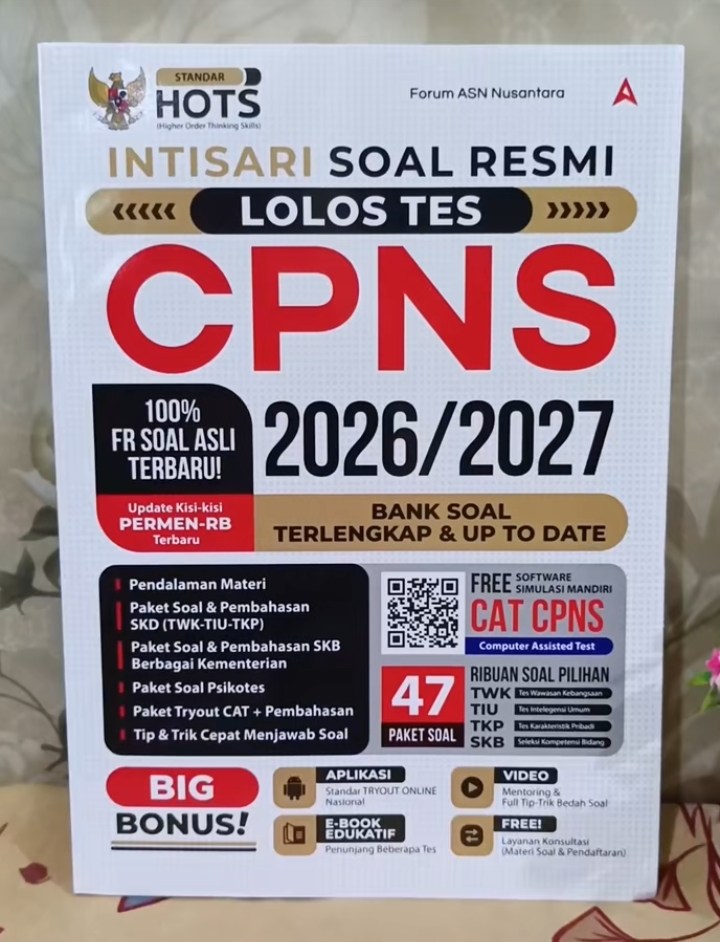 STANDAR
HOTS
(Higher Order Thinking Skills)
Forum ASN Nusantara
INTISARI SOAL RESMI
LOLOS TES
CPNS
100%
FR SOAL ASLI
TERBARU!
2026/2027
Update Kisi-kisi
PERMEN-RB
Terbaru
BANK SOAL
TERLENGKAP & UP TO DATE
Pendalaman Materi
Paket Soal & Pembahasan
SKD (TWK-TIU-TKP)
Paket Soal & Pembahasan SKB
Berbagai Kementerian
Paket Soal Psikotes
Paket Tryout CAT + Pembahasan
Tip & Trik Cepat Menjawab Soal
FREE SOFTWARE
SIMULASI MANDIRI
CAT CPNS
Computer Assisted Test
47
PAKET SOAL
RIBUAN SOAL PILIHAN
TWK Tes Wawasan Kebangsaan
TIU Tes Intelegensi Umum
TKP Tes Karakteristik Pribadi
SKB Seleksi Kompetensi Bidang
BIG
BONUS!
APLIKASI
Standar TRYOUT ONLINE
Nasional
E-BOOK
EDUKATIF
Penunjang Beberapa Tes
VIDEO
Mentoring &
Full Tip-Trik Bedah Soal
FREE!
Layanan Konsultasi
(Materi Soal & Pendaftaran)